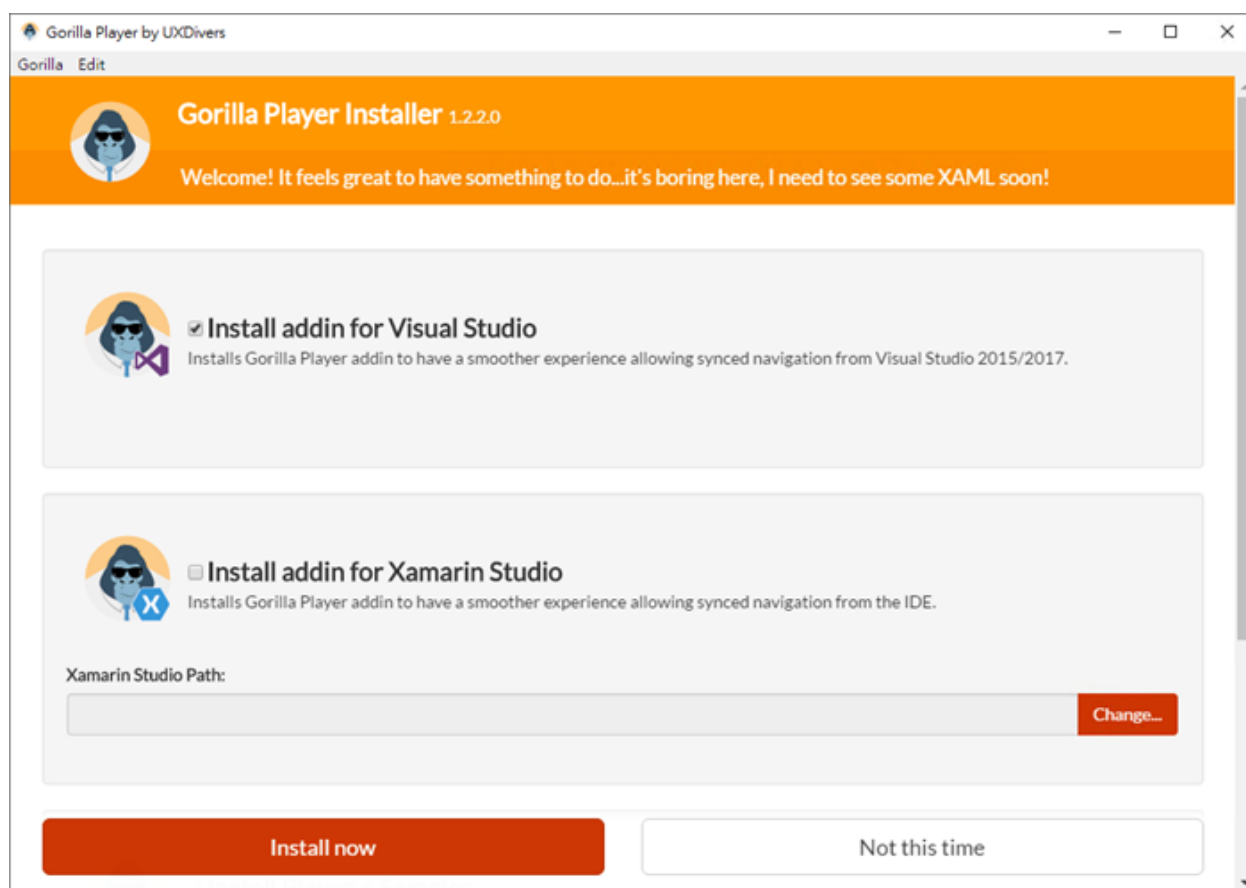 Gorilla Player by UXDivers
Gorilla Edit
Gorilla Player Installer 1.2.2.0
Welcome! It feels great to have something to do...it's boring here, I need to see some XAML soon!
Install addin for Visual Studio
Installs Gorilla Player addin to have a smoother experience allowing synced navigation from Visual Studio 2015/2017.
Install addin for Xamarin Studio
Installs Gorilla Player addin to have a smoother experience allowing synced navigation from the IDE.
Xamarin Studio Path:
Change...
Install now
Not this time